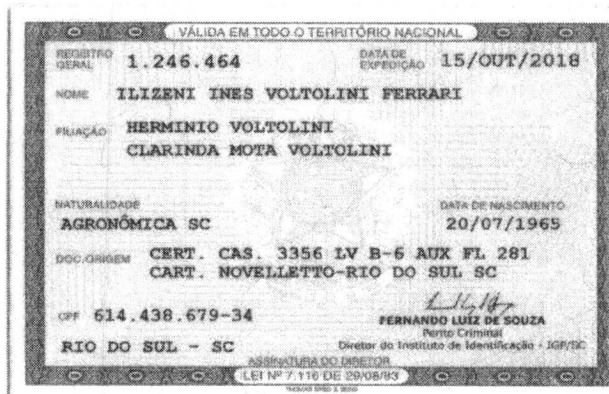 VÁLIDA EM TODO O TERRITÓRIO NACIONAL
REGISTRO GERAL 1.246.464 DATA DE EXPEDIÇÃO 15/OUT/2018
NOME ILIZENI INES VOLTOLINI FERRARI
FILIAÇÃO HERMINIO VOLTOLINI
CLARINDA MOTA VOLTOLINI
NATURALIDADE DATA DE NASCIMENTO
AGRONÔMICA SC 20/07/1965
DOC. ORIGEM CERT. CAS. 3356 LV B-6 AUX FL 281
CART. NOVELLETTO-RIO DO SUL SC
CPF 614.438.679-34
FERNANDO LUIZ DE SOUZA
Perito Criminal
RIO DO SUL - SC Diretor do Instituto de Identificação - IGP/SC
ASSINATURA DO DIRETOR
LEI Nº 7.116 DE 29/08/83